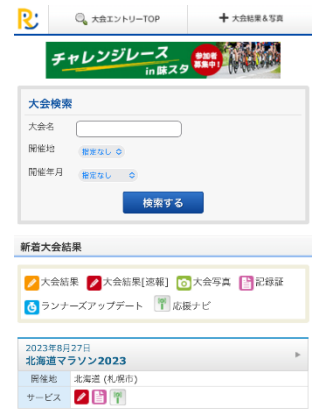 大会エントリーTOP
大会結果&写真
チャレンジレース
in味スタ
参加者
募集中!
大会検索
大会名
開催地 指定なし
開催年月 指定なし
検索する
新着大会結果
大会結果 大会結果[速報] 大会写真 記録証
ランナーズアップデート 応援ナビ
2023年8月27日
北海道マラソン2023
開催地 北海道 (札幌市)
サービス